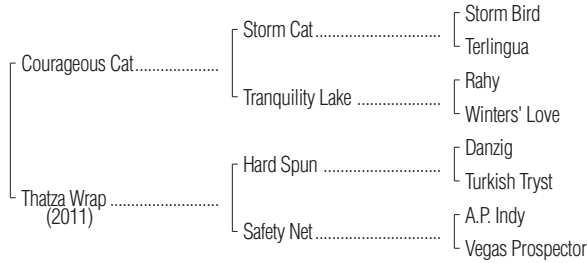 Storm Bird
Storm Cat
Terlingua
Courageous Cat
Rahy
Tranquility Lake
Winters' Love
Danzig
Hard Spun
Turkish Tryst
Thatza Wrap
(2011)
A.P. Indy
Safety Net
Vegas Prospector